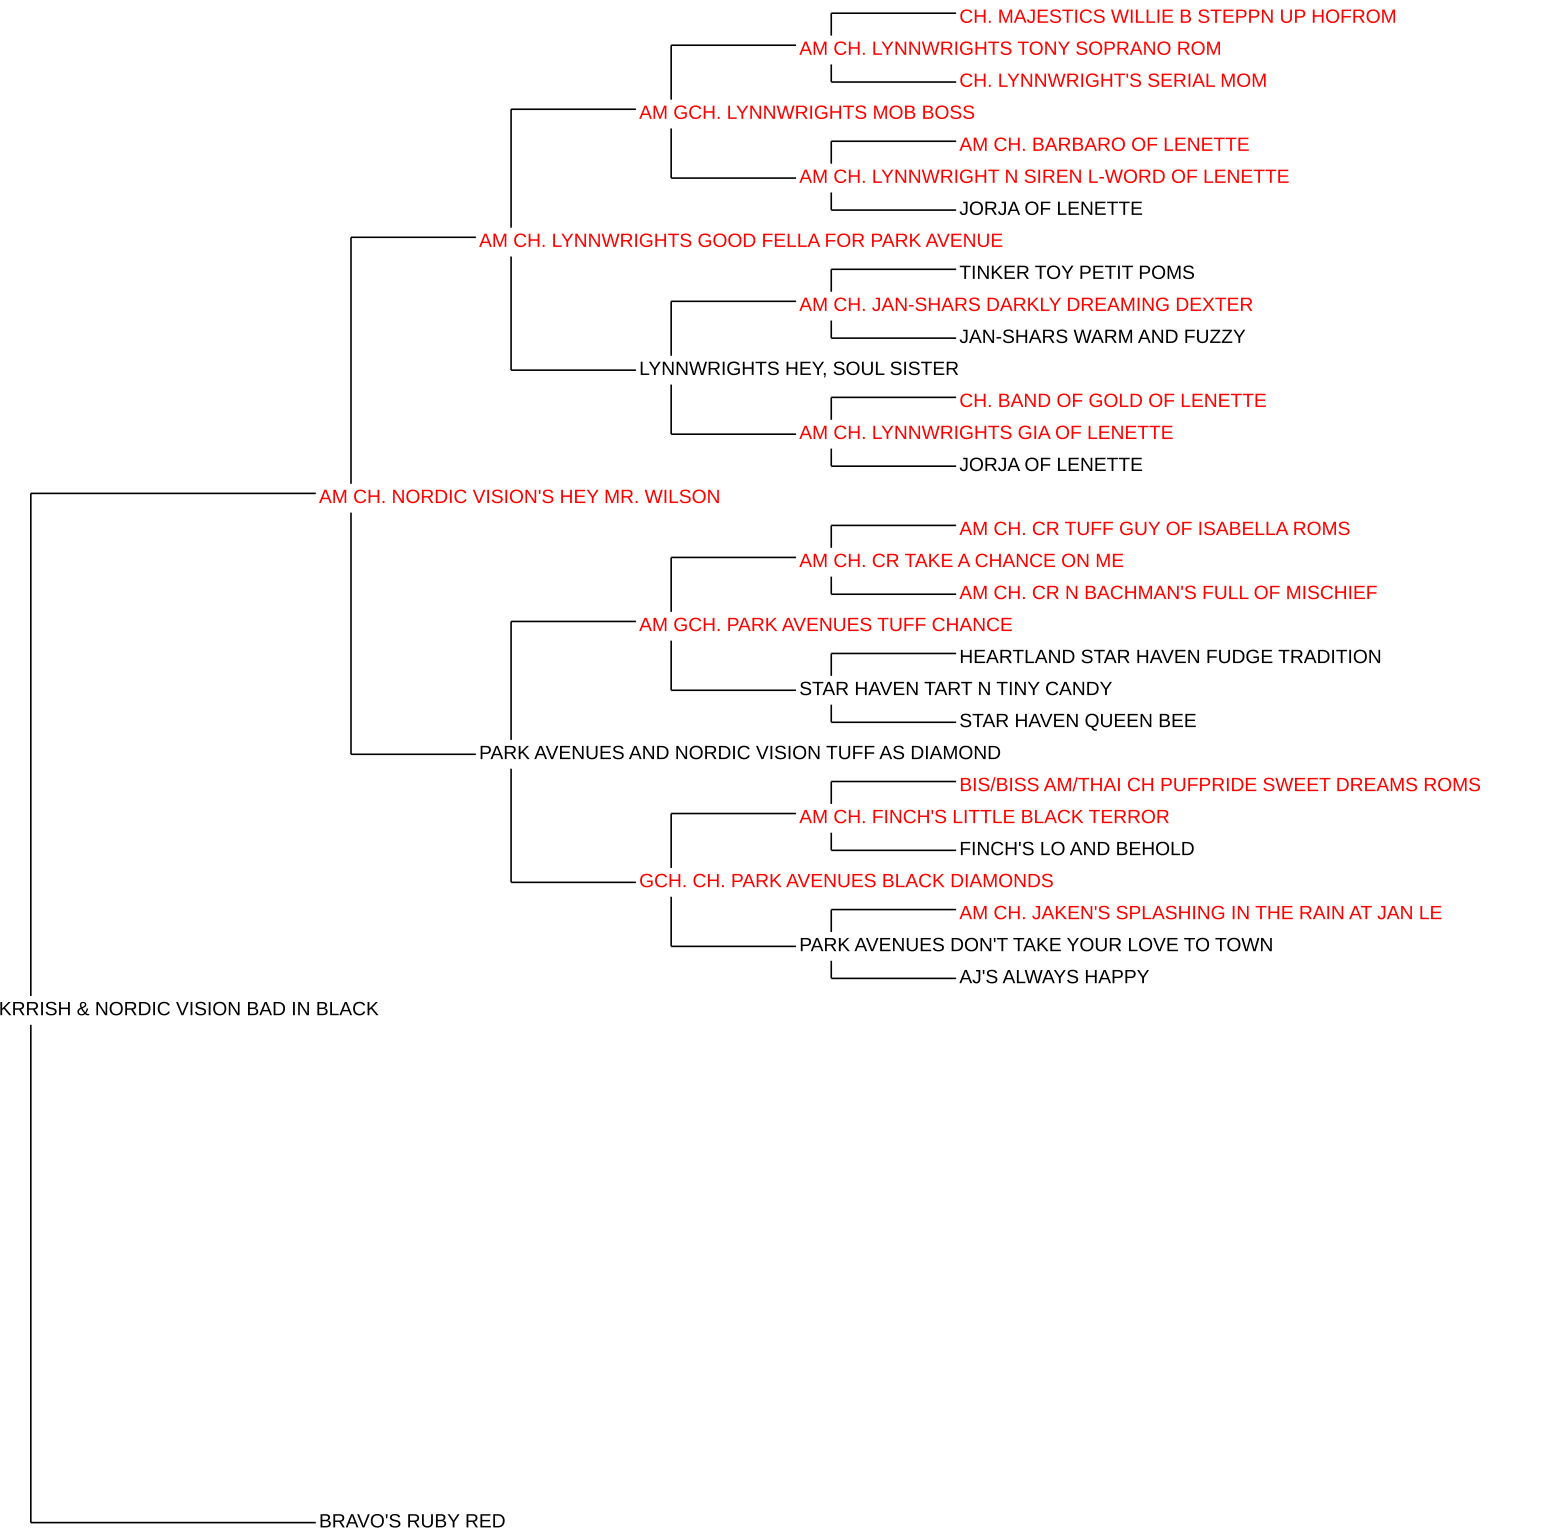 CH. MAJESTICS WILLIE B STEPPN UP HOFROM
AM CH. LYNNWRIGHTS TONY SOPRANO ROM
CH. LYNNWRIGHT'S SERIAL MOM
AM GCH. LYNNWRIGHTS MOB BOSS
AM CH. BARBARO OF LENETTE
AM CH. LYNNWRIGHT N SIREN L-WORD OF LENETTE
JORJA OF LENETTE
AM CH. LYNNWRIGHTS GOOD FELLA FOR PARK AVENUE
TINKER TOY PETIT POMS
AM CH. JAN-SHARS DARKLY DREAMING DEXTER
JAN-SHARS WARM AND FUZZY
LYNNWRIGHTS HEY, SOUL SISTER
CH. BAND OF GOLD OF LENETTE
AM CH. LYNNWRIGHTS GIA OF LENETTE
JORJA OF LENETTE
AM CH. NORDIC VISION'S HEY MR. WILSON
AM CH. CR TUFF GUY OF ISABELLA ROMS
AM CH. CR TAKE A CHANCE ON ME
AM CH. CR N BACHMAN'S FULL OF MISCHIEF
AM GCH. PARK AVENUES TUFF CHANCE
HEARTLAND STAR HAVEN FUDGE TRADITION
STAR HAVEN TART N TINY CANDY
STAR HAVEN QUEEN BEE
PARK AVENUES AND NORDIC VISION TUFF AS DIAMOND
BIS/BISS AM/THAI CH PUFPRIDE SWEET DREAMS ROMS
AM CH. FINCH'S LITTLE BLACK TERROR
FINCH'S LO AND BEHOLD
GCH. CH. PARK AVENUES BLACK DIAMONDS
AM CH. JAKEN'S SPLASHING IN THE RAIN AT JAN LE
PARK AVENUES DON'T TAKE YOUR LOVE TO TOWN
AJ'S ALWAYS HAPPY
KRRISH & NORDIC VISION BAD IN BLACK
BRAVO'S RUBY RED